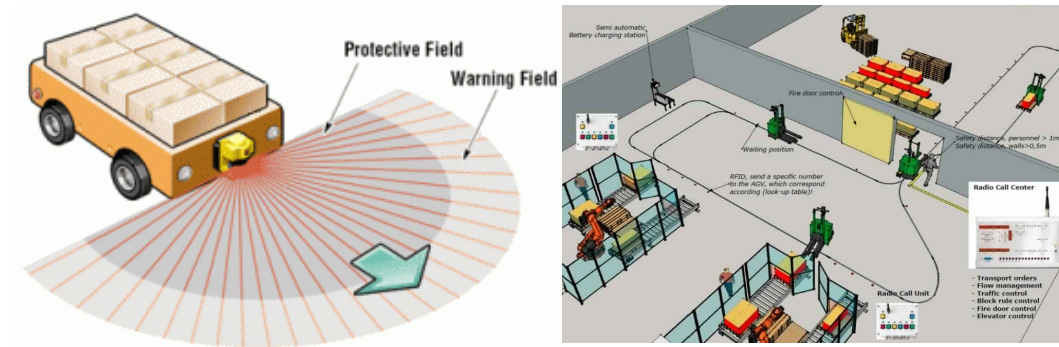 Protective Field
Warning Field
Semi automatic
Battery charging station
Fire door control
Waiting position
Safety distance, personnel > 1m
Safety distance, walls>0,5m
RFID, send a specific number
to the AGV, which correspond
according (look-up table)!
Radio Call Center
- Transport orders
- Flow management
- Traffic control
- Block rule control
- Fire door control
- Elevator control
Radio Call Unit